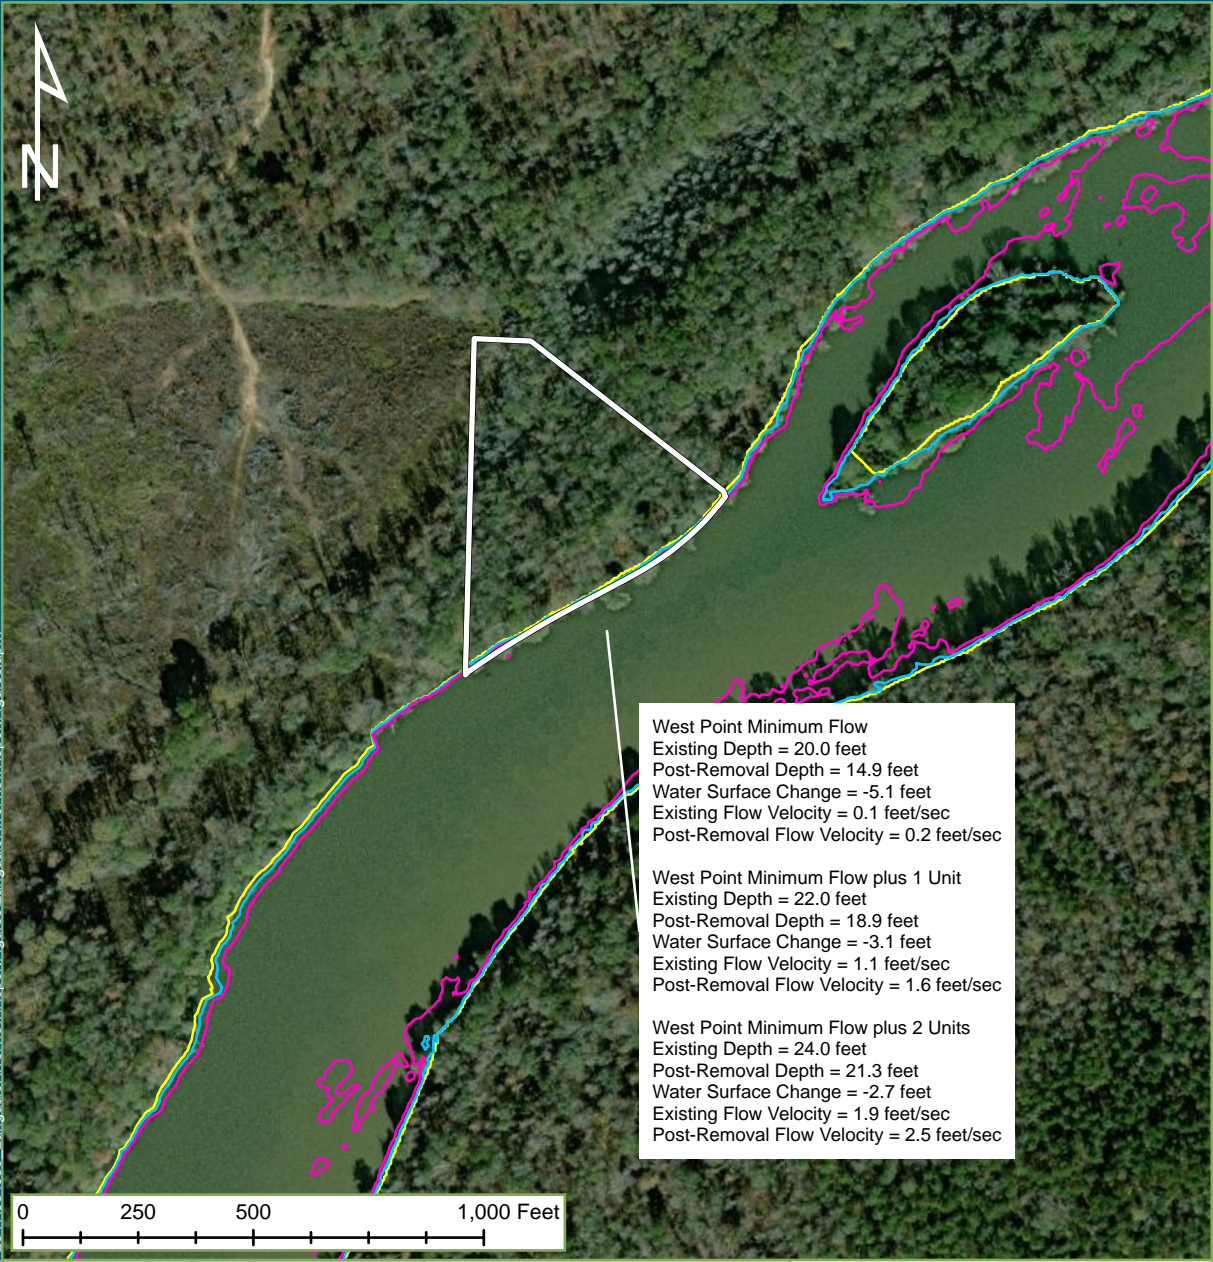 N
West Point Minimum Flow
Existing Depth = 20.0 feet
Post-Removal Depth = 14.9 feet
Water Surface Change = -5.1 feet
Existing Flow Velocity = 0.1 feet/sec
Post-Removal Flow Velocity = 0.2 feet/sec
West Point Minimum Flow plus 1 Unit
Existing Depth = 22.0 feet
Post-Removal Depth = 18.9 feet
Water Surface Change = -3.1 feet
Existing Flow Velocity = 1.1 feet/sec
Post-Removal Flow Velocity = 1.6 feet/sec
West Point Minimum Flow plus 2 Units
Existing Depth = 24.0 feet
Post-Removal Depth = 21.3 feet
Water Surface Change = -2.7 feet
Existing Flow Velocity = 1.9 feet/sec
Post-Removal Flow Velocity = 2.5 feet/sec
0 250 500 1,000 Feet